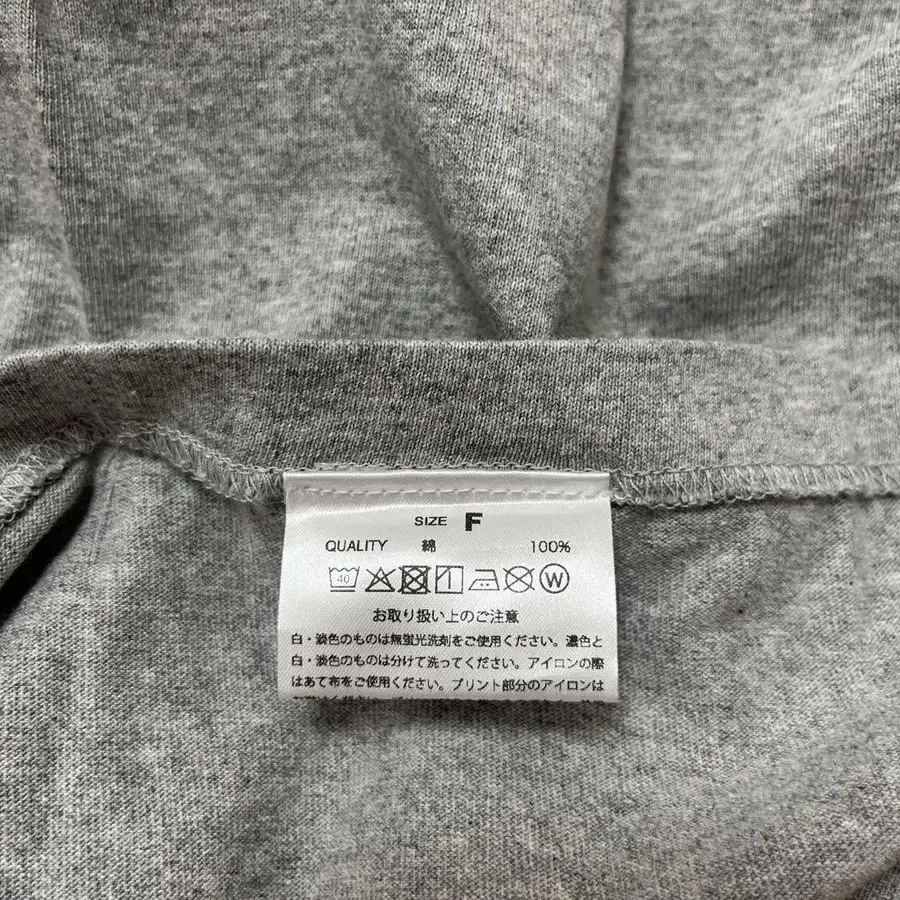 SIZE F
QUALITY 綿 100%
40 W
お取り扱い上のご注意
白・淡色のものは無蛍光洗剤をご使用ください。濃色と
白・淡色のものは分けて洗ってください。アイロンの際
はあて布をご使用ください。プリント部分のアイロンは